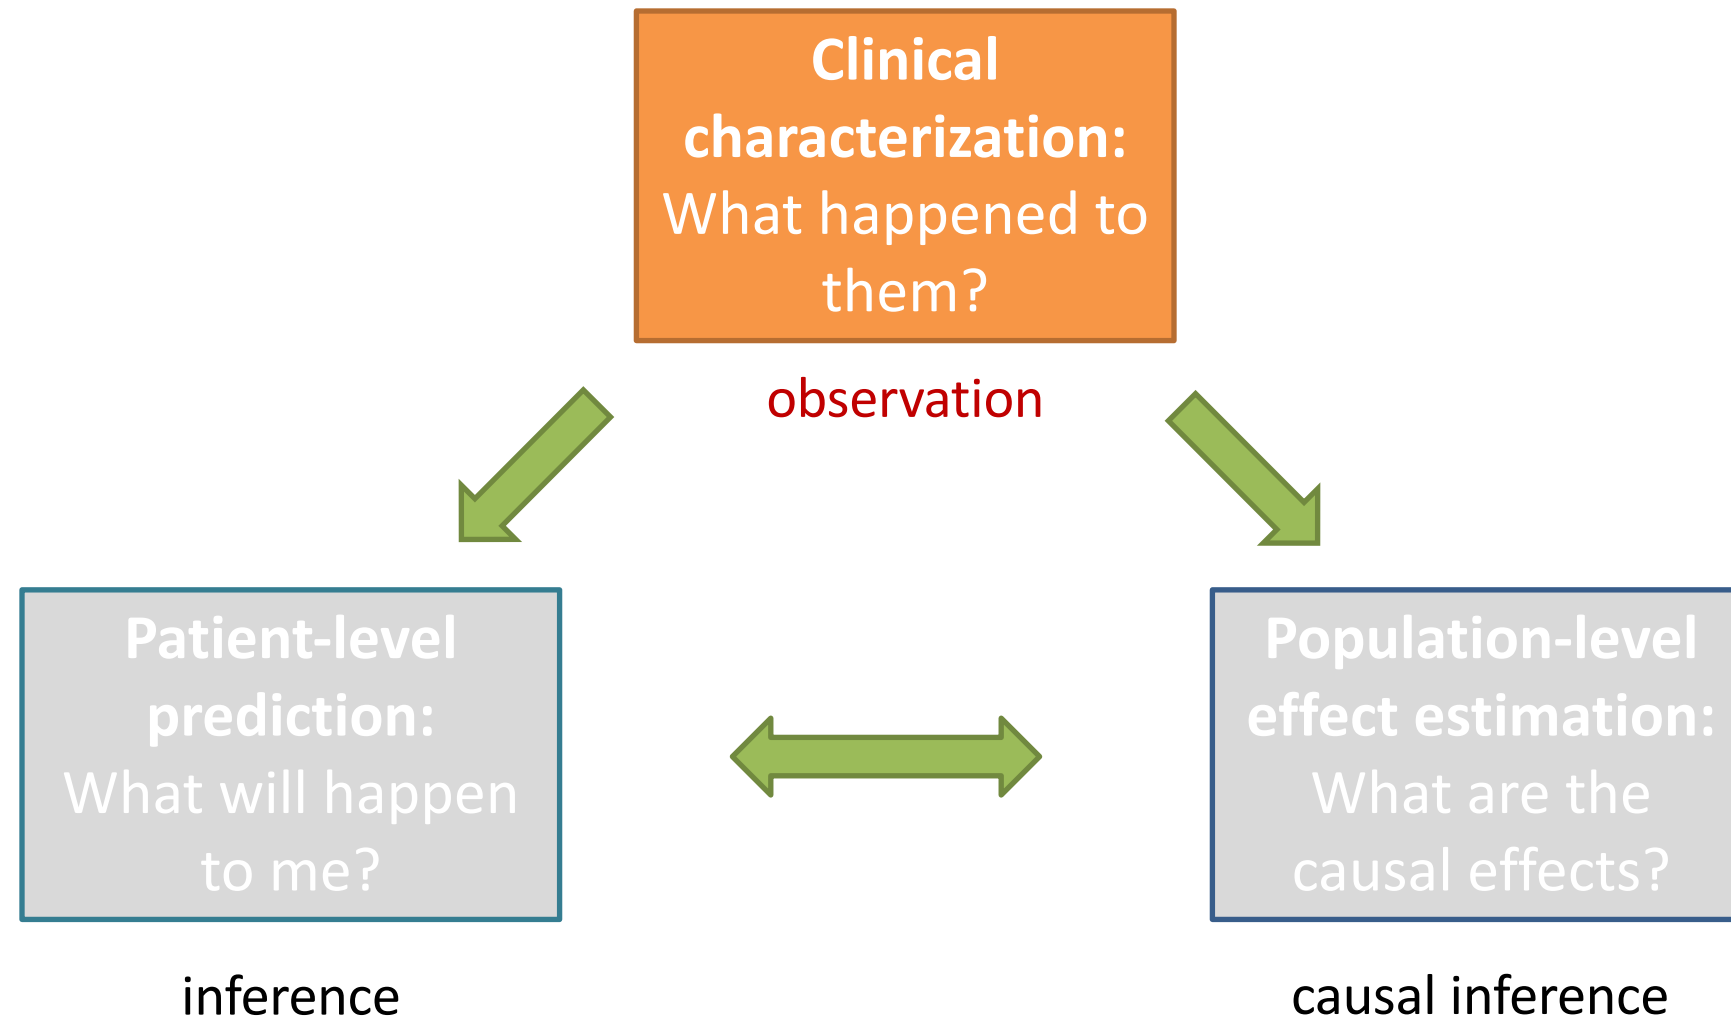 Clinical
characterization:
What happened to
them?
observation
Patient-level
prediction:
What will happen
to me?
inference
Population-level
effect estimation:
What are the
causal effects?
causal inference